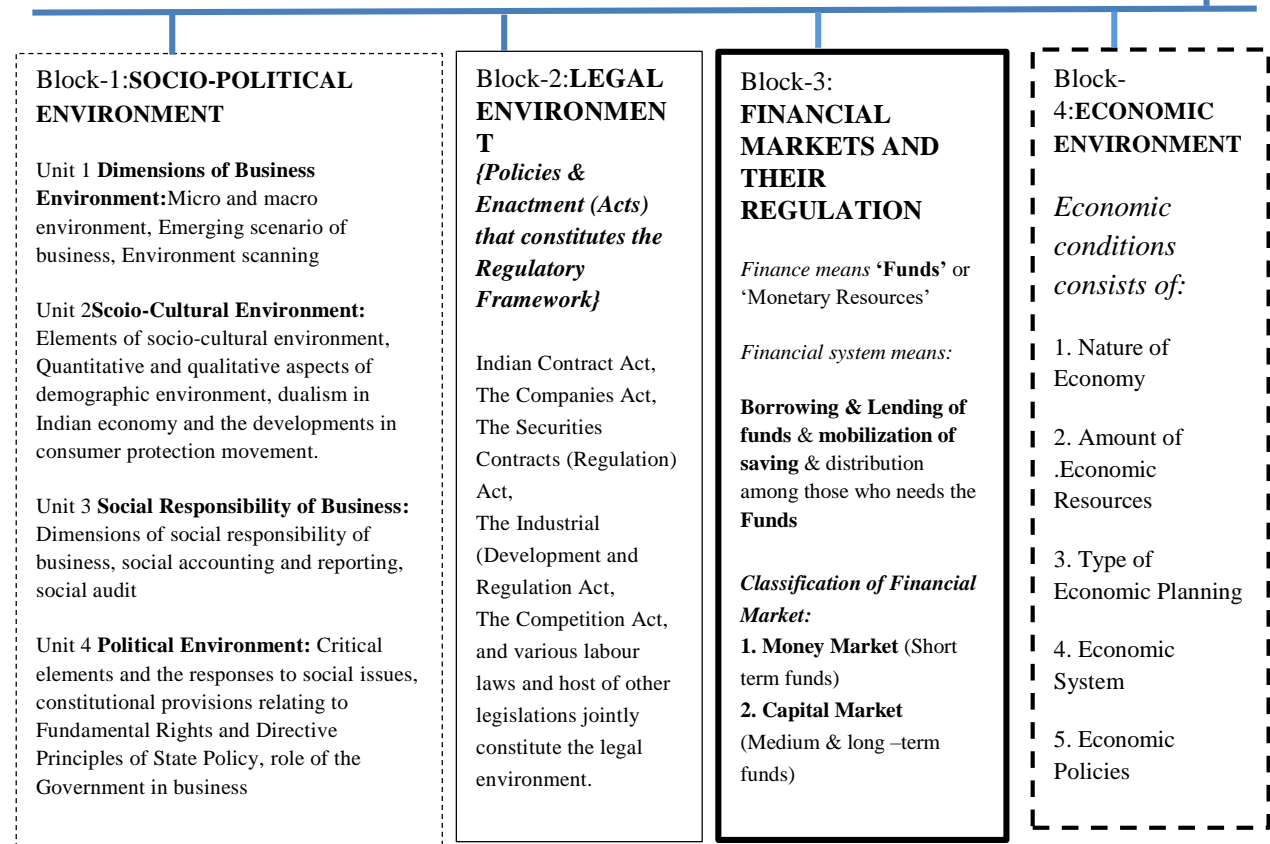 Block-1:SOCIO-POLITICAL
ENVIRONMENT
Unit 1 Dimensions of Business
Environment:Micro and macro
environment, Emerging scenario of
business, Environment scanning
Unit 2Scoio-Cultural Environment:
Elements of socio-cultural environment,
Quantitative and qualitative aspects of
demographic environment, dualism in
Indian economy and the developments in
consumer protection movement.
Unit 3 Social Responsibility of Business:
Dimensions of social responsibility of
business, social accounting and reporting,
social audit
Unit 4 Political Environment: Critical
elements and the responses to social issues,
constitutional provisions relating to
Fundamental Rights and Directive
Principles of State Policy, role of the
Government in business
Block-2:LEGAL
ENVIRONMEN
T
{Policies &
Enactment (Acts)
that constitutes the
Regulatory
Framework}
Indian Contract Act,
The Companies Act,
The Securities
Contracts (Regulation)
Act,
The Industrial
(Development and
Regulation Act,
The Competition Act,
and various labour
laws and host of other
legislations jointly
constitute the legal
environment.
Block-3:
FINANCIAL
MARKETS AND
THEIR
REGULATION
Finance means ‘Funds’ or
‘Monetary Resources’
Financial system means:
Borrowing & Lending of
funds & mobilization of
saving & distribution
among those who needs the
Funds
Classification of Financial
Market:
1. Money Market (Short
term funds)
2. Capital Market
(Medium & long –term
funds)
Block-
4:ECONOMIC
ENVIRONMENT
Economic
conditions
consists of:
1. Nature of
Economy
2. Amount of
.Economic
Resources
3. Type of
Economic Planning
4. Economic
System
5. Economic
Policies